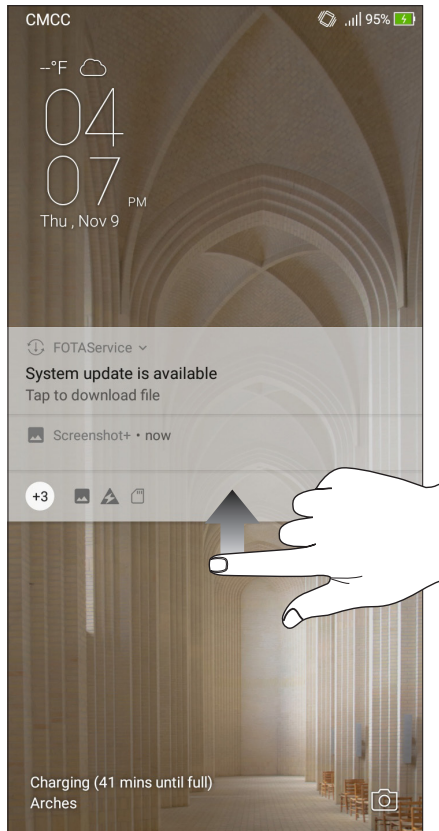 CMCC 95%
--°F
04
07 PM
Thu , Nov 9
FOTAService
System update is available
Tap to download file
Screenshot+ • now
+3
Charging (41 mins until full)
Arches